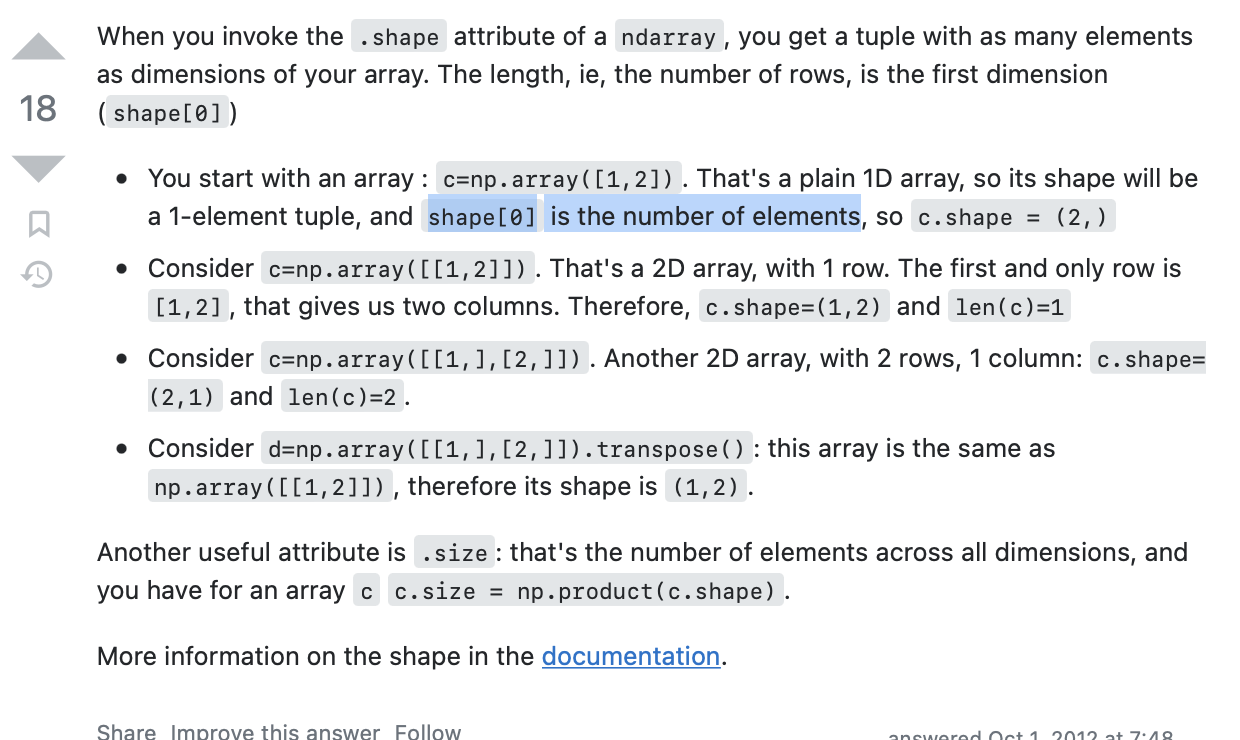 When you invoke the .shape attribute of a ndarray, you get a tuple with as many elements
as dimensions of your array. The length, ie, the number of rows, is the first dimension
(shape[0])
18
• You start with an array : c=np.array([1,2]). That's a plain 1D array, so its shape will be
a 1-element tuple, and shape[0] is the number of elements, so c.shape = (2,)
• Consider c=np.array([[1,2]]). That's a 2D array, with 1 row. The first and only row is
[1,2], that gives us two columns. Therefore, c.shape=(1,2) and len(c)=1
• Consider c=np.array([[1,],[2,]]). Another 2D array, with 2 rows, 1 column: c.shape=
(2,1) and len(c)=2.
• Consider d=np.array([[1,],[2,]]).transpose(): this array is the same as
np.array([[1,2]]), therefore its shape is (1,2).
Another useful attribute is .size: that's the number of elements across all dimensions, and
you have for an array c c.size = np.product(c.shape).
More information on the shape in the documentation.
Share Improve this answer Follow
answered Oct 1, 2012 at 7:48